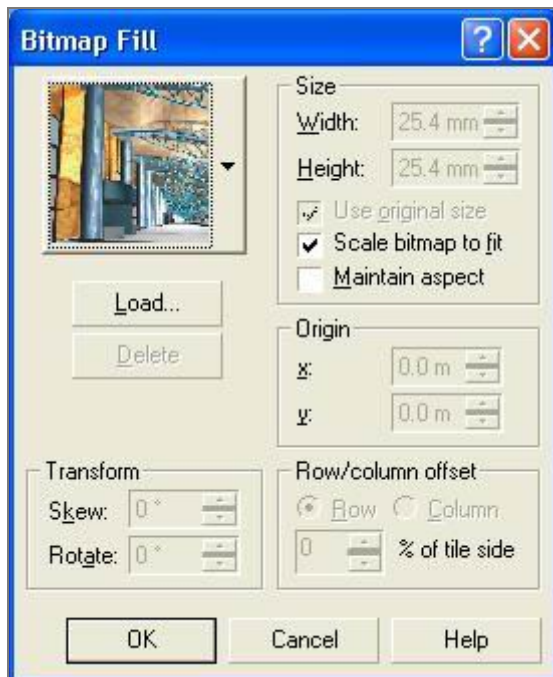 Bitmap Fill
Size
Width: 25.4 mm
Height: 25.4 mm
Use original size
Scale bitmap to fit
Maintain aspect
Load...
Delete
Origin
x: 0.0 m
y: 0.0 m
Transform
Skew: 0 °
Rotate: 0 °
Row/column offset
Row Column
0 % of tile side
OK Cancel Help